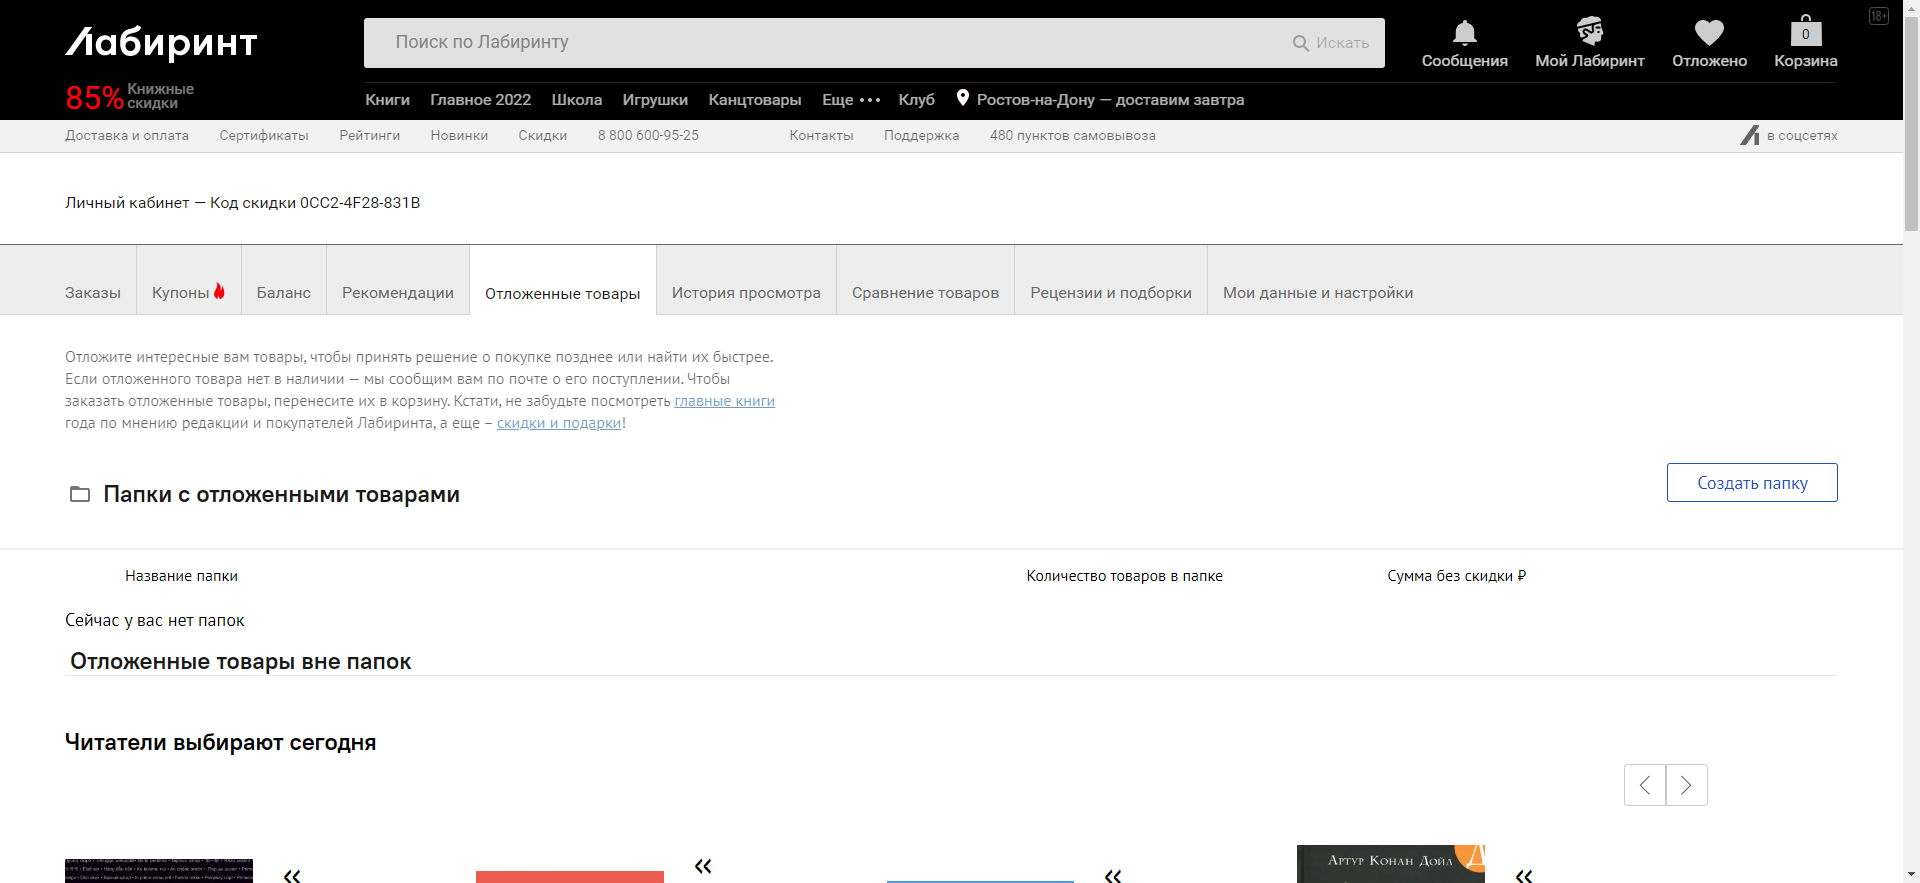 Лабиринт
Поиск по Лабиринту
Искать
Сообщения
Мой Лабиринт
Отложено
0
Корзина
18+
85% Книжные скидки
Книги Главное 2022 Школа Игрушки Канцтовары Еще ••• Клуб Ростов-на-Дону — доставим завтра
Доставка и оплата Сертификаты Рейтинги Новинки Скидки 8 800 600-95-25 Контакты Поддержка 480 пунктов самовывоза в соцсетях
Личный кабинет — Код скидки 0CC2-4F28-831B
Заказы Купоны Баланс Рекомендации Отложенные товары История просмотра Сравнение товаров Рецензии и подборки Мои данные и настройки
Отложите интересные вам товары, чтобы принять решение о покупке позднее или найти их быстрее.
Если отложенного товара нет в наличии — мы сообщим вам по почте о его поступлении. Чтобы
заказать отложенные товары, перенесите их в корзину. Кстати, не забудьте посмотреть главные книги
года по мнению редакции и покупателей Лабиринта, а еще – скидки и подарки!
Папки с отложенными товарами
Создать папку
Название папки Количество товаров в папке Сумма без скидки ₽
Сейчас у вас нет папок
Отложенные товары вне папок
Читатели выбирают сегодня
Артур Конан Дойл